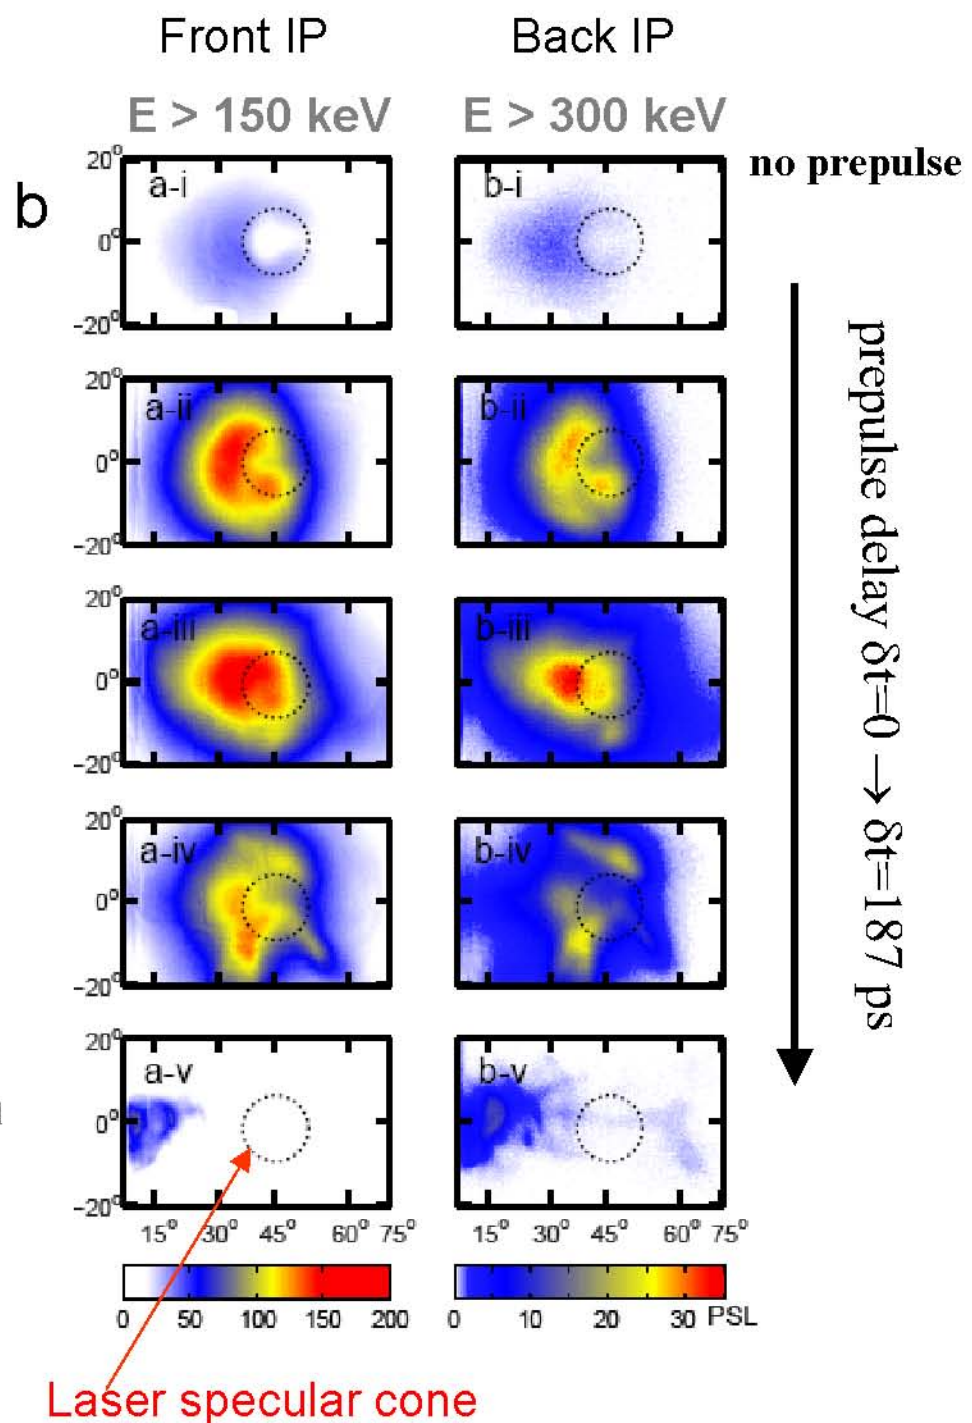 Front IP Back IP
E > 150 keV E > 300 keV
b
no prepulse
20° a-i b-i
0°
−20°
20° a-ii b-ii
0°
−20°
20° a-iii b-iii
0°
−20°
20° a-iv b-iv
0°
−20°
20° a-v b-v
0°
−20°
15° 30° 45° 60° 75° 15° 30° 45° 60° 75°
0 50 100 150 200 0 10 20 30 PSL
prepulse delay δt=0 → δt=187 ps
Laser specular cone